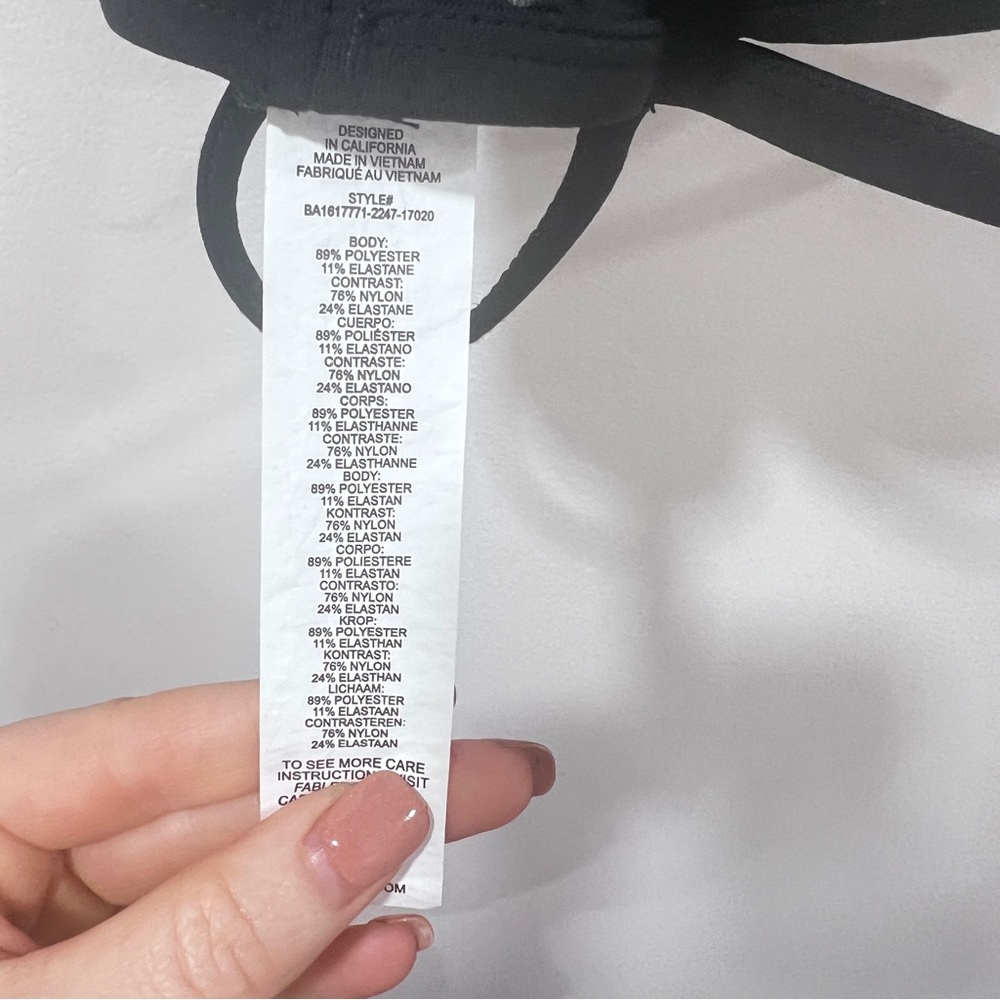 DESIGNED
IN CALIFORNIA
MADE IN VIETNAM
FABRIQUÉ AU VIETNAM
STYLE#
BA1617771-2247-17020
BODY:
89% POLYESTER
11% ELASTANE
CONTRAST:
76% NYLON
24% ELASTANE
CUERPO:
89% POLIÉSTER
11% ELASTANO
CONTRASTE:
76% NYLON
24% ELASTANO
CORPS:
89% POLYESTER
11% ELASTHANNE
CONTRASTE:
76% NYLON
24% ELASTHANNE
BODY:
89% POLYESTER
11% ELASTAN
KONTRAST:
76% NYLON
24% ELASTAN
CORPO:
89% POLIESTERE
11% ELASTAN
CONTRASTO:
76% NYLON
24% ELASTAN
KROP:
89% POLYESTER
11% ELASTHAN
KONTRAST:
76% NYLON
24% ELASTHAN
LICHAAM:
89% POLYESTER
11% ELASTAAN
CONTRASTEREN:
76% NYLON
24% ELASTAAN
TO SEE MORE CARE